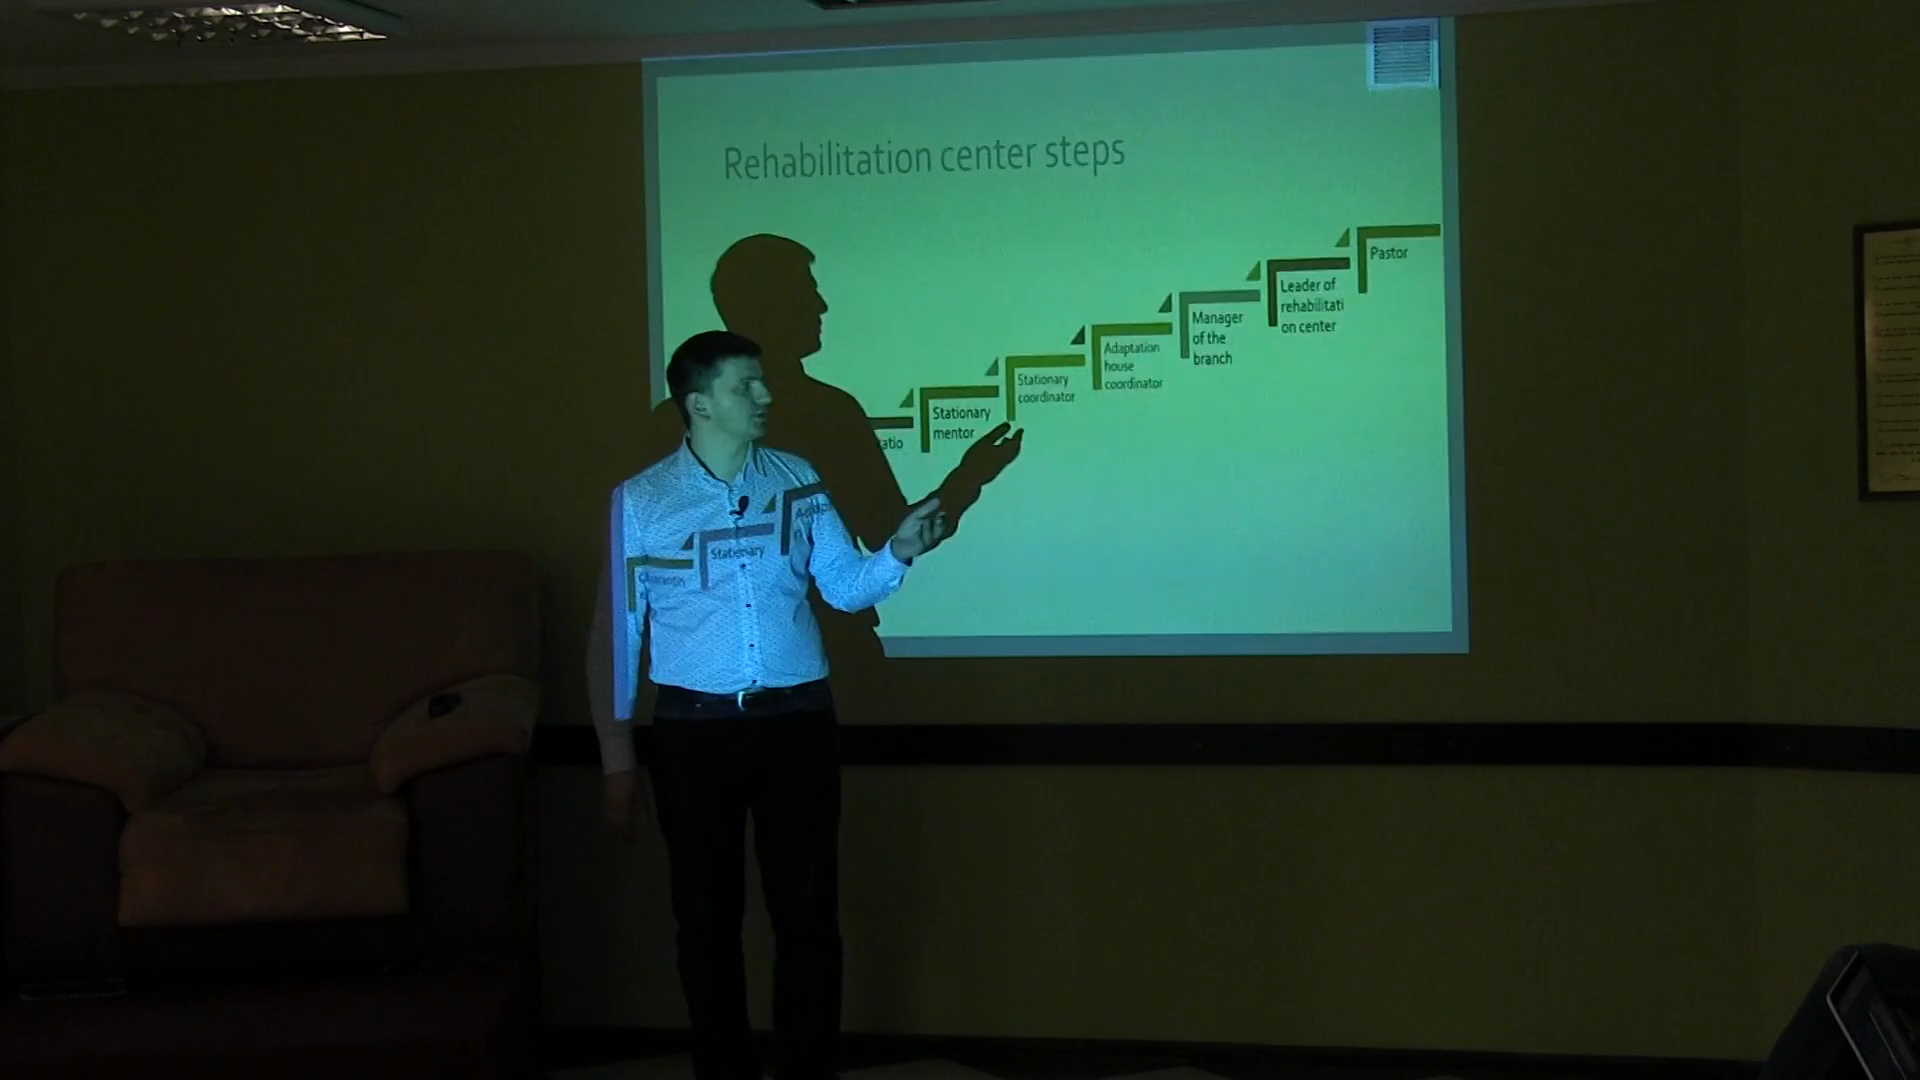 Rehabilitation center steps
Stationary
Stationary
mentor
Stationary
coordinator
Adaptation
house
coordinator
Manager
of the
branch
Leader of
rehabilitati
on center
Pastor